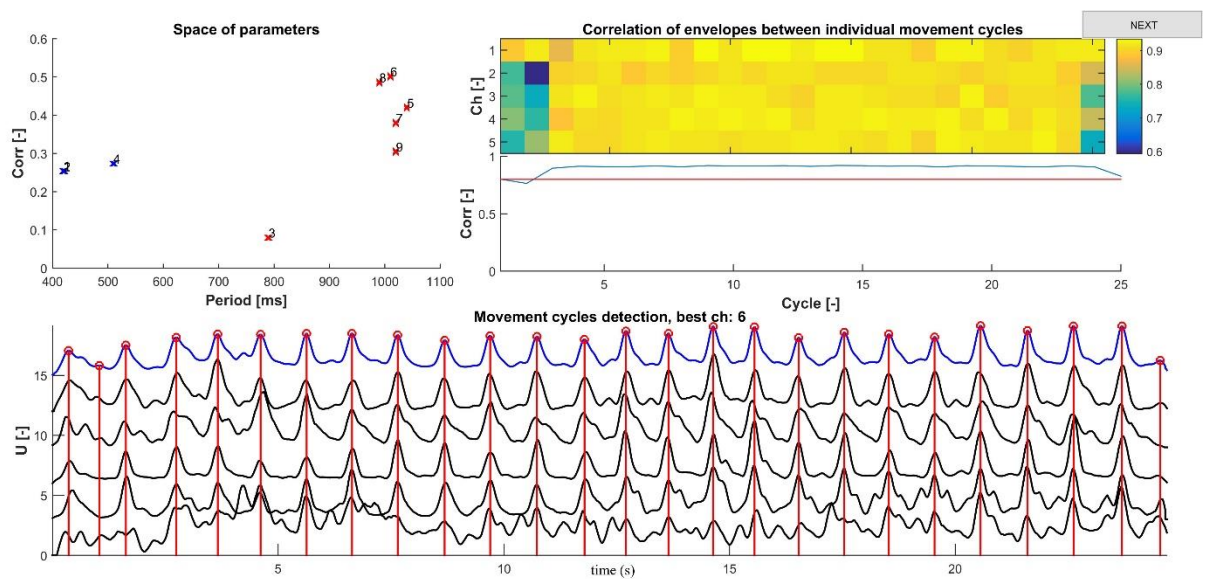 Space of parameters
Correlation of envelopes between individual movement cycles
NEXT
0.6
0.5
0.4
0.3
0.2
0.1
0
Corr [-]
8 6
5
7
9
4
3
400 500 600 700 800 900 1000 1100
Period [ms]
1
2
3
4
5
Ch [-]
0.9
0.8
0.7
0.6
1
0.5
0
Corr [-]
5 10 15 20 25
Cycle [-]
Movement cycles detection, best ch: 6
15
10
5
0
U [-]
5 10 15 20
time (s)